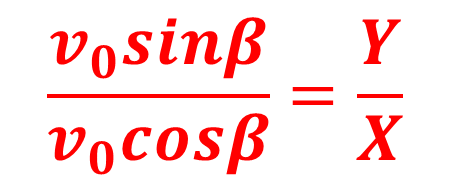 v₀sinβ / v₀cosβ = Y / X